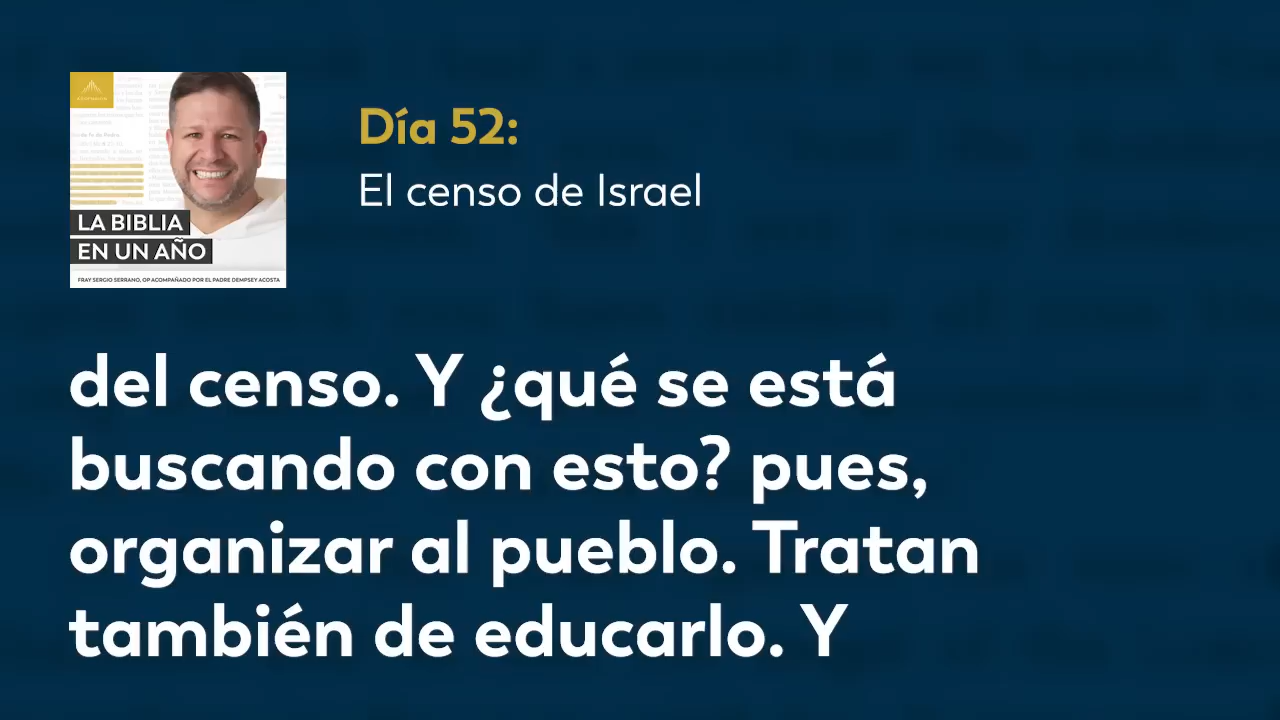 Día 52:
El censo de Israel
LA BIBLIA
EN UN AÑO
FRAY SERGIO SERRANO, OP ACOMPAÑADO POR EL PADRE DEMPSEY ACOSTA
del censo. Y ¿qué se está
buscando con esto? pues,
organizar al pueblo. Tratan
también de educarlo. Y